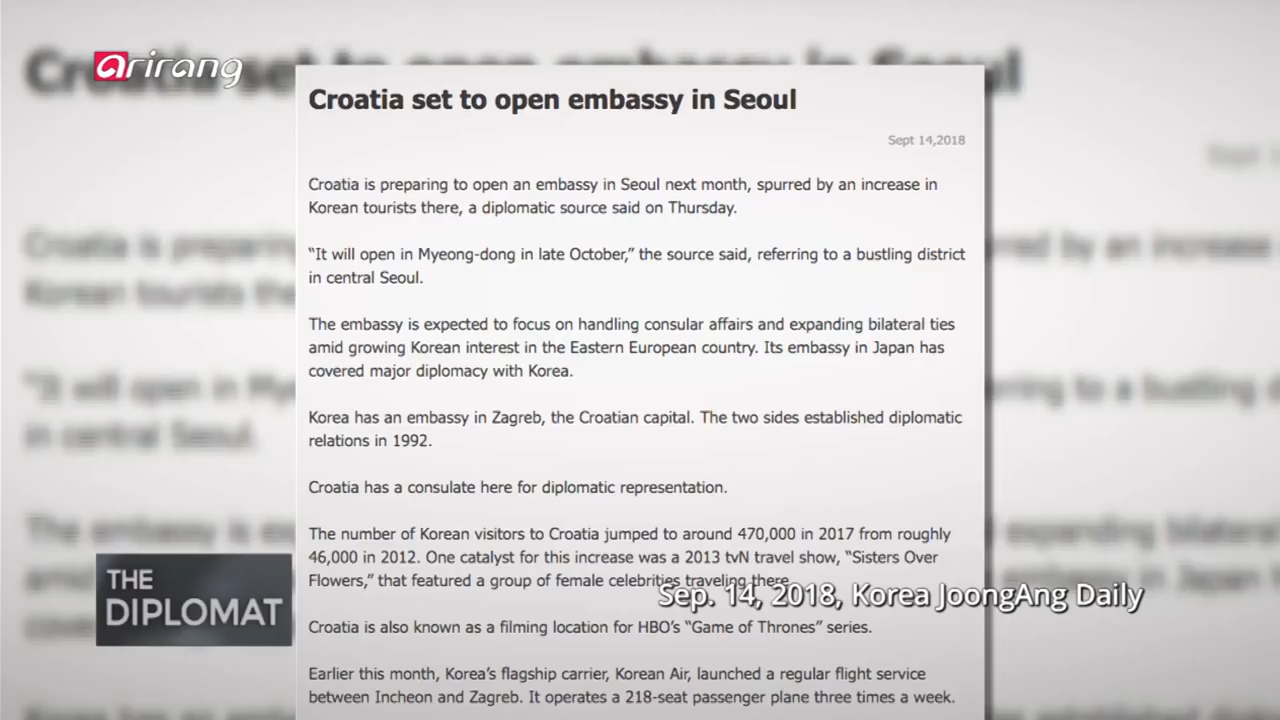 arirang
Croatia set to open embassy in Seoul
Sept 14,2018
Croatia is preparing to open an embassy in Seoul next month, spurred by an increase in
Korean tourists there, a diplomatic source said on Thursday.
“It will open in Myeong-dong in late October,” the source said, referring to a bustling district
in central Seoul.
The embassy is expected to focus on handling consular affairs and expanding bilateral ties
amid growing Korean interest in the Eastern European country. Its embassy in Japan has
covered major diplomacy with Korea.
Korea has an embassy in Zagreb, the Croatian capital. The two sides established diplomatic
relations in 1992.
Croatia has a consulate here for diplomatic representation.
The number of Korean visitors to Croatia jumped to around 470,000 in 2017 from roughly
46,000 in 2012. One catalyst for this increase was a 2013 tvN travel show, “Sisters Over
Flowers,” that featured a group of female celebrities traveling there.
Sep. 14, 2018, Korea JoongAng Daily
THE
DIPLOMAT
Croatia is also known as a filming location for HBO’s “Game of Thrones” series.
Earlier this month, Korea’s flagship carrier, Korean Air, launched a regular flight service
between Incheon and Zagreb. It operates a 218-seat passenger plane three times a week.